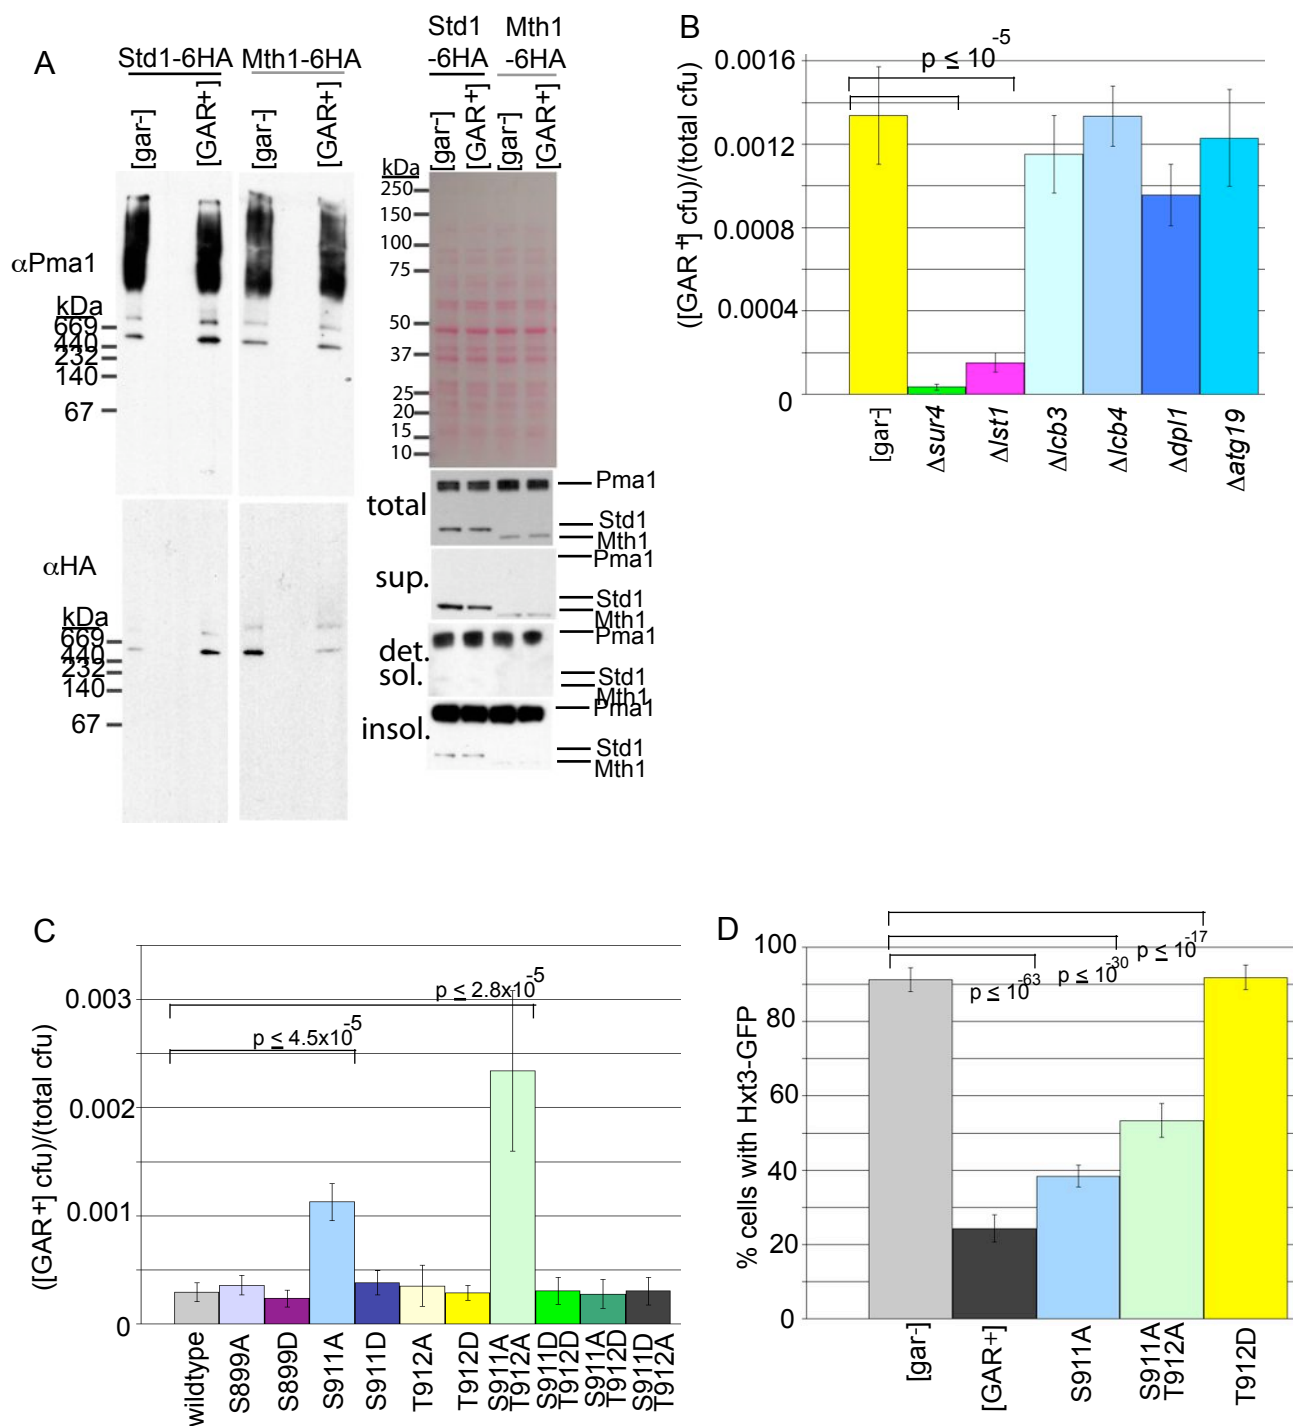 A
Std1-6HA
Mth1-6HA
[gar-]
[GAR+]
[gar-]
[GAR+]
αPma1
kDa
669
440
232
140
67
αHA
kDa
669
440
232
140
67
Std1
-6HA
Mth1
-6HA
[gar-]
[GAR+]
[gar-]
[GAR+]
kDa
250
150
100
75
50
37
25
20
15
10
total
Pma1
Std1
Mth1
sup.
Pma1
Std1
Mth1
det.
sol.
Pma1
Std1
Mth1
insol.
Pma1
Std1
Mth1
B
([GAR+] cfu)/(total cfu)
0.0016
0.0012
0.0008
0.0004
0
p ≤ 10-5
[gar-]
Δsur4
Δlst1
Δlcb3
Δlcb4
Δdpl1
Δatg19
C
([GAR+] cfu)/(total cfu)
0.003
0.002
0.001
0
p ≤ 2.8x10-5
p ≤ 4.5x10-5
wildtype
S899A
S899D
S911A
S911D
T912A
T912D
S911A
T912A
S911D
T912D
S911A
T912D
S911D
T912A
D
% cells with Hxt3-GFP
100
80
60
40
20
0
p ≤ 10-63
p ≤ 10-30
p ≤ 10-17
[gar-]
[GAR+]
S911A
S911A
T912A
T912D